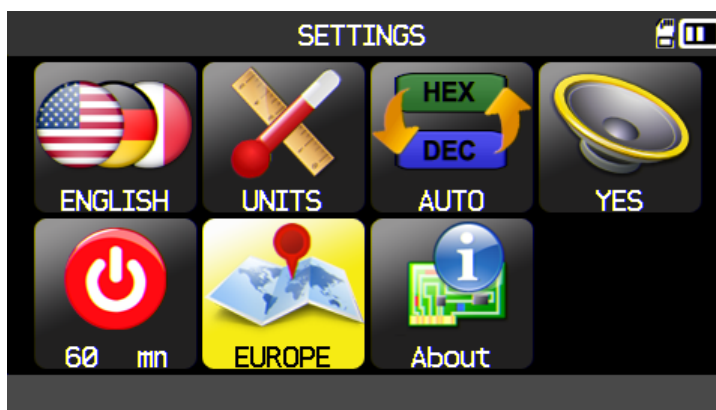 SETTINGS
HEX
DEC
ENGLISH
UNITS
AUTO
YES
60 mn
EUROPE
About